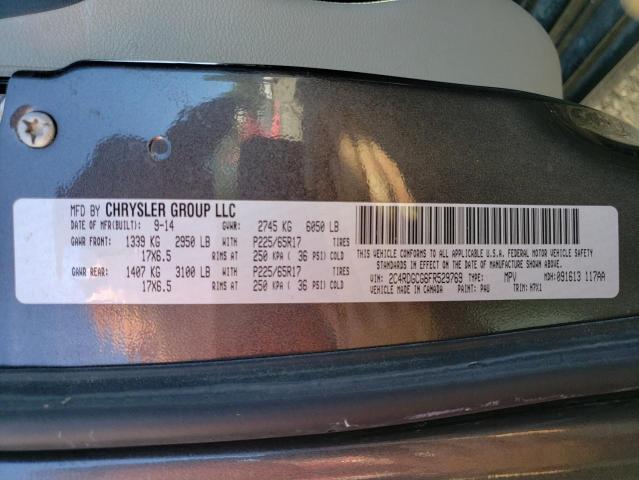 MFD BY CHRYSLER GROUP LLC
DATE OF MFR(BUILT): 9-14 GVWR: 2745 KG 6050 LB
GAWR FRONT: 1339 KG 2950 LB WITH P225/65R17 TIRES
17X6.5 RIMS AT 250 KPA ( 36 PSI) COLD
GAWR REAR: 1407 KG 3100 LB WITH P225/65R17 TIRES
17X6.5 RIMS AT 250 KPA ( 36 PSI) COLD
THIS VEHICLE CONFORMS TO ALL APPLICABLE U.S.A. FEDERAL MOTOR VEHICLE SAFETY
STANDARDS IN EFFECT ON THE DATE OF MANUFACTURE SHOWN ABOVE.
VIN: 2C4RDGCG6FR529769 TYPE: MPV MDH: 091613 117AA
VEHICLE MADE IN CANADA PAINT: PAU TRIM: H7X1